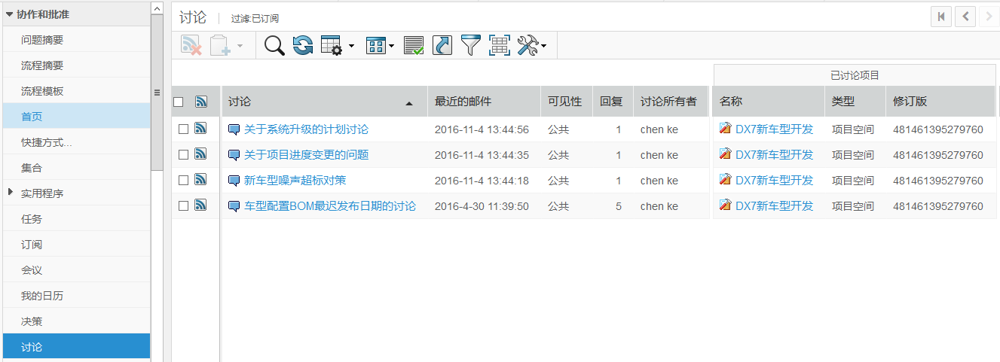 协作和批准
问题摘要
流程摘要
流程模板
首页
快捷方式...
集合
实用程序
任务
订阅
会议
我的日历
决策
讨论
讨论 过滤:已订阅
已讨论项目
讨论 最近的邮件 可见性 回复 讨论所有者 名称 类型 修订版
关于系统升级的计划讨论 2016-11-4 13:44:56 公共 1 chen ke DX7新车型开发 项目空间 481461395279760
关于项目进度变更的问题 2016-11-4 13:44:35 公共 1 chen ke DX7新车型开发 项目空间 481461395279760
新车型噪声超标对策 2016-11-4 13:44:18 公共 1 chen ke DX7新车型开发 项目空间 481461395279760
车型配置BOM最迟发布日期的讨论 2016-4-30 11:39:50 公共 5 chen ke DX7新车型开发 项目空间 481461395279760